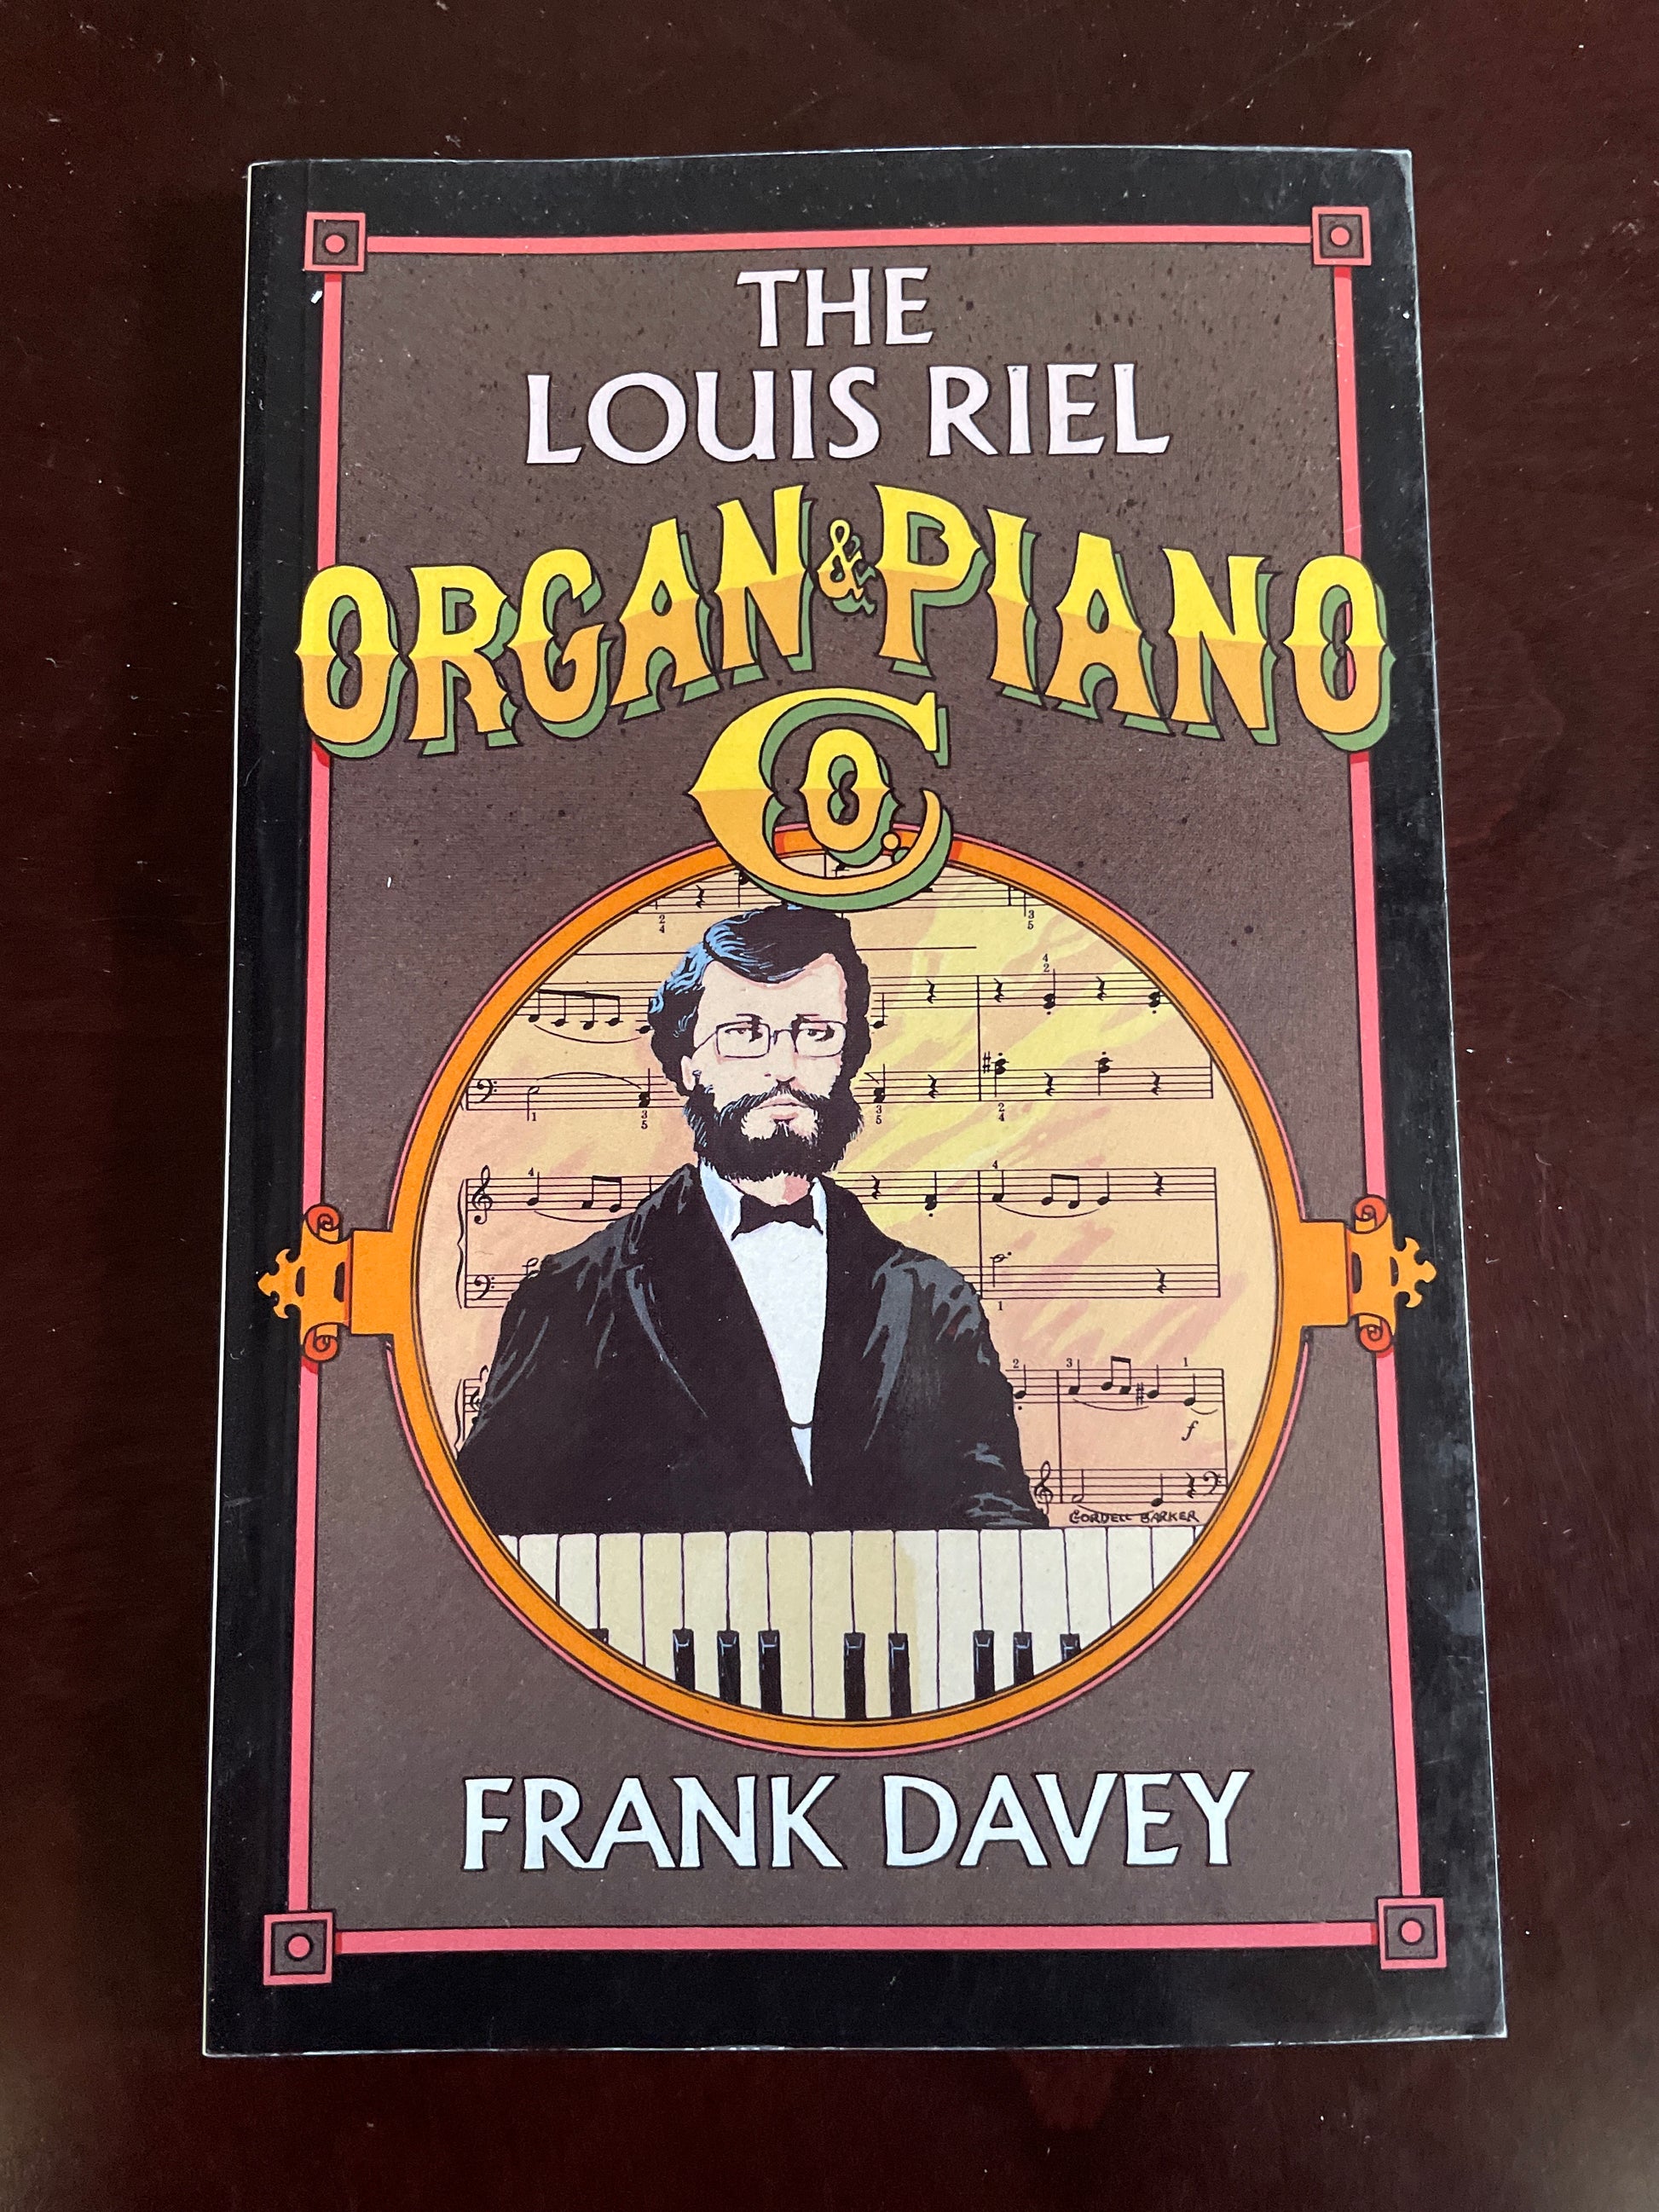 THE
LOUIS RIEL
ORGAN & PIANO
CO.
GORDELL BARKER
FRANK DAVEY